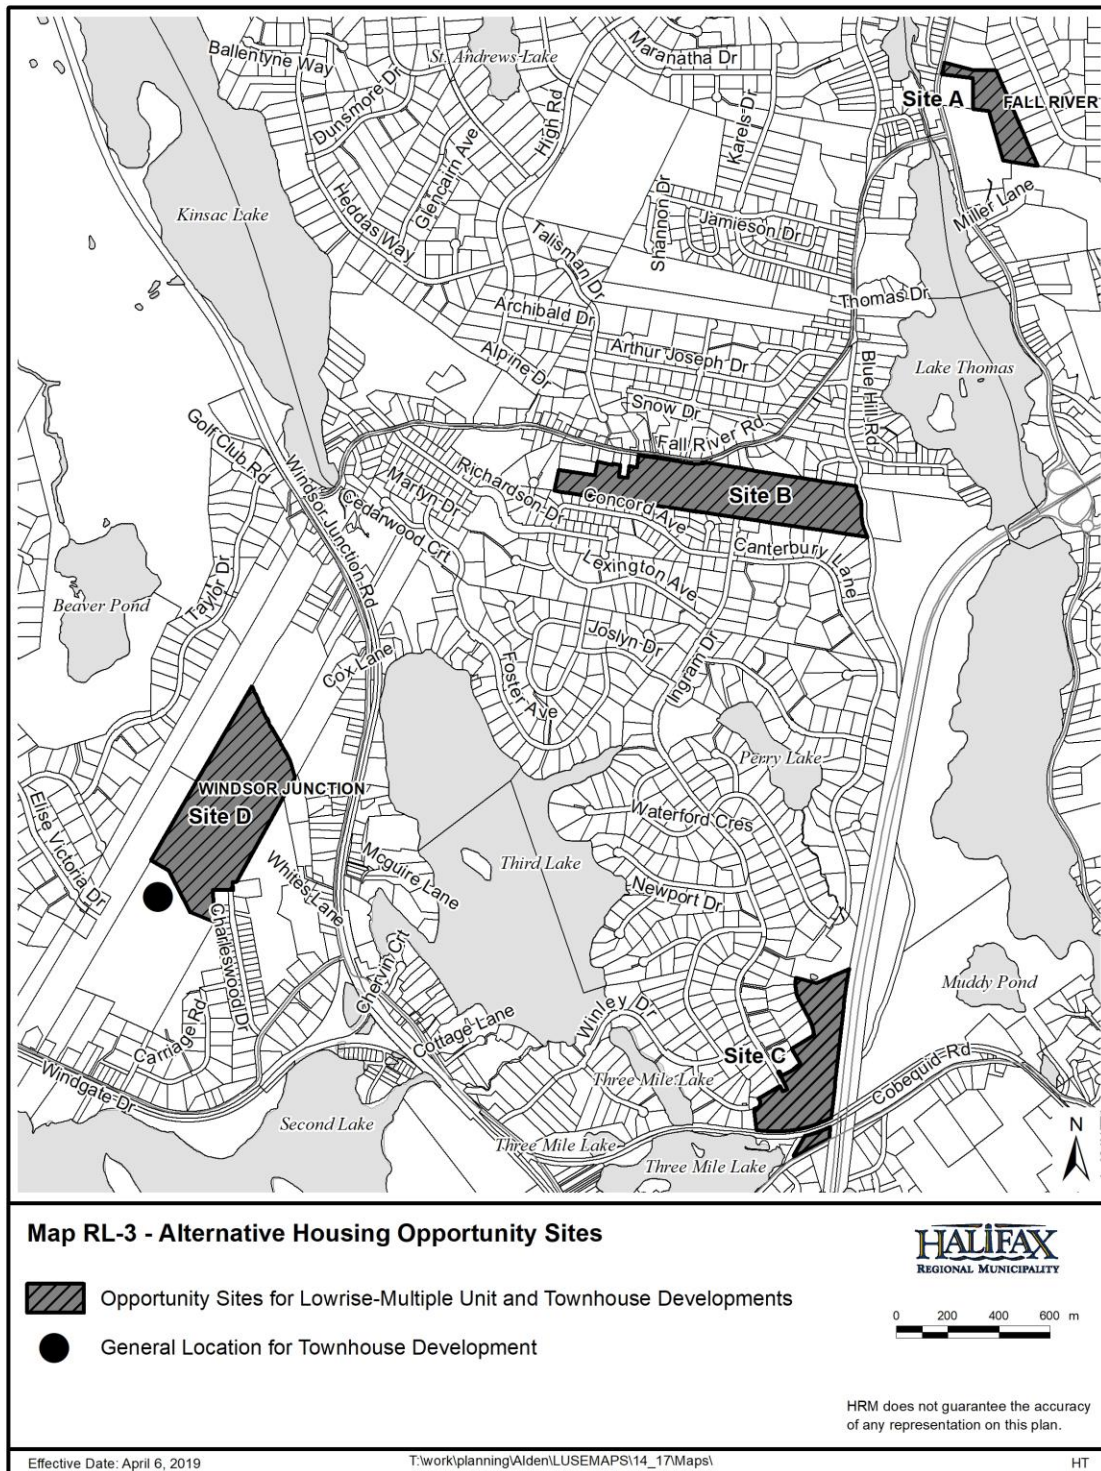 Ballentyne Way
St. Andrews Lake
Maranatha Dr
Dunsmore Dr
High Rd
Karels Dr
Site A
FALL RIVER
Glencairn Ave
Kinsac Lake
Heddas Way
Shannon Dr
Jamieson Dr
Miller Lane
Talisman Dr
Thomas Dr
Archibald Dr
Arthur Joseph Dr
Alpine Dr
Blue Hill Rd
Lake Thomas
Snow Dr
Fall River Rd
Golf Club Rd
Windsor Junction Rd
Martyn Dr
Richardson Dr
Site B
Cedarwood Crt
Concord Ave
Canterbury Lane
Lexington Ave
Beaver Pond
Taylor Dr
Joslyn Dr
Ingram Dr
Cox Lane
Foster Ave
Perry Lake
WINDSOR JUNCTION
Site D
Elise Victoria Dr
Waterford Cres
Whites Lane
Mcguire Lane
Third Lake
Newport Dr
Charleswood Dr
Chervin Crt
Muddy Pond
Carriage Rd
Cottage Lane
Winley Dr
Site C
Cobequid Rd
Windgate Dr
Three Mile Lake
Second Lake
Three Mile Lake
Three Mile Lake
N
Map RL-3 - Alternative Housing Opportunity Sites
HALIFAX
REGIONAL MUNICIPALITY
Opportunity Sites for Lowrise-Multiple Unit and Townhouse Developments
General Location for Townhouse Development
0 200 400 600 m
HRM does not guarantee the accuracy
of any representation on this plan.
Effective Date: April 6, 2019
T:\work\planning\Alden\LUSEMAPS\14_17\Maps\
HT